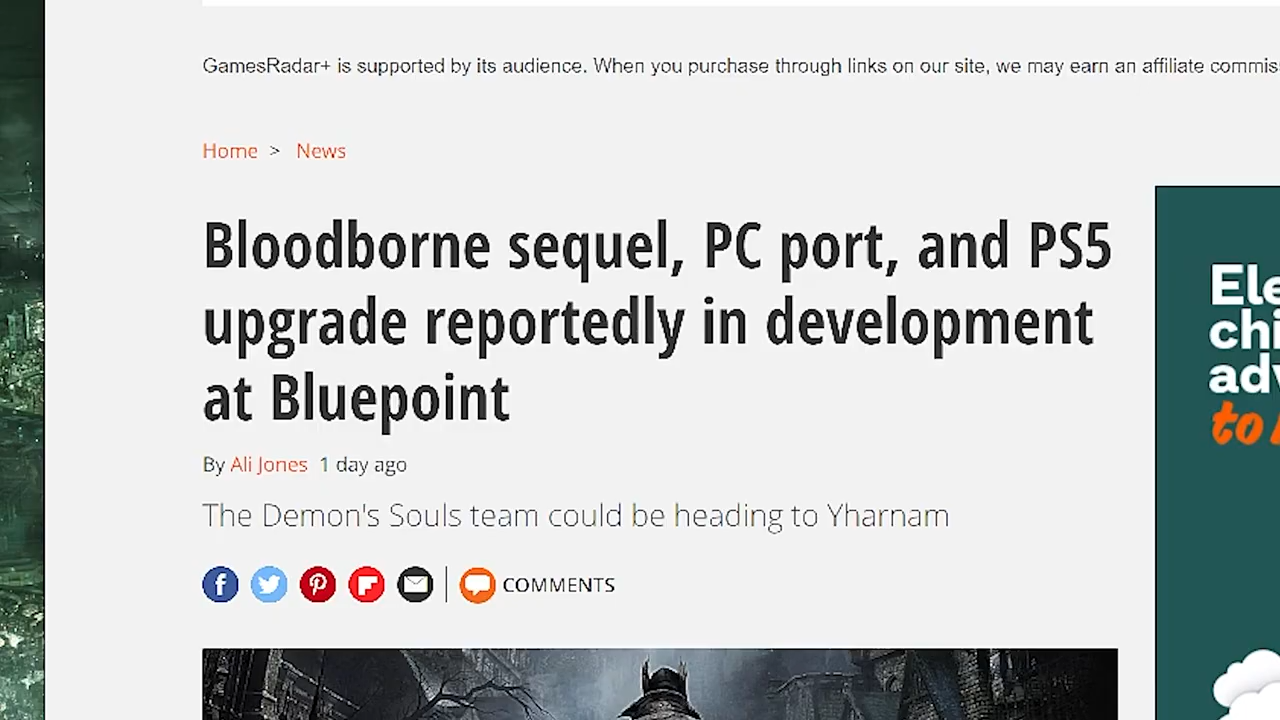 GamesRadar+ is supported by its audience. When you purchase through links on our site, we may earn an affiliate
Home > News
Bloodborne sequel, PC port, and PS5
upgrade reportedly in development
at Bluepoint
By Ali Jones 1 day ago
The Demon's Souls team could be heading to Yharnam
COMMENTS
to